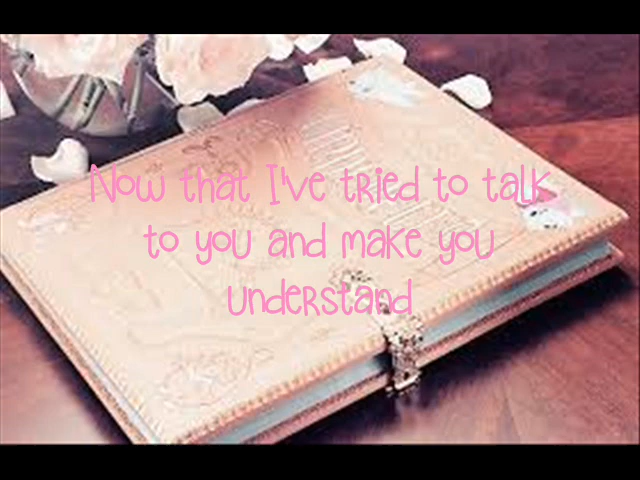 Now that I've tried to talk
to you and make you
understand